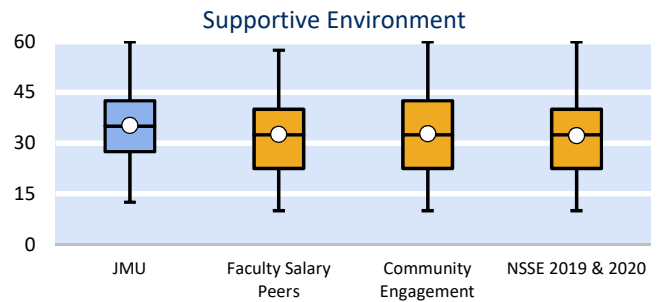 Supportive Environment
60
45
30
15
0
JMU
Faculty Salary
Peers
Community
Engagement
NSSE 2019 & 2020